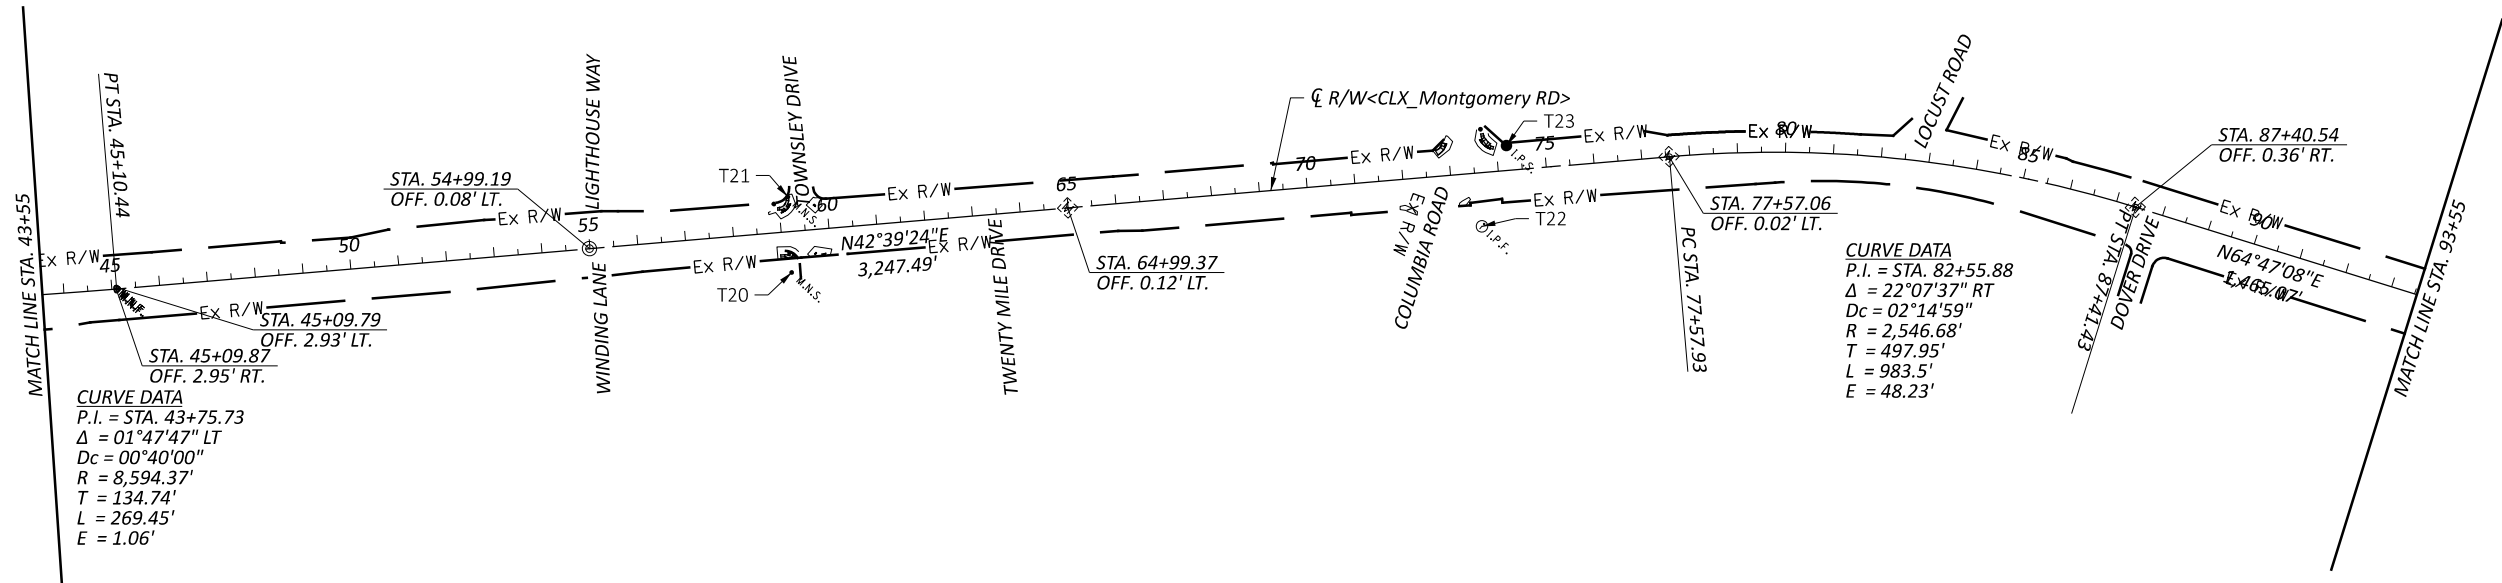 MATCH LINE STA. 43+55
PT STA. 45+10.44
Ex R/W
45
Ex R/W
STA. 45+09.79
OFF. 2.93' LT.
STA. 45+09.87
OFF. 2.95' RT.
CURVE DATA
P.I. = STA. 43+75.73
Δ = 01°47'47" LT
Dc = 00°40'00"
R = 8,594.37'
T = 134.74'
L = 269.45'
E = 1.06'
50
STA. 54+99.19
OFF. 0.08' LT.
Ex R/W
LIGHTHOUSE WAY
55
WINDING LANE
Ex R/W
TOWNSLEY DRIVE
T21
M.N.S.
60
T20
M.N.S.
N42°39'24"E
3,247.49'
Ex R/W
Ex R/W
TWENTY MILE DRIVE
65
STA. 64+99.37
OFF. 0.12' LT.
℄ R/W<CLX_Montgomery RD>
70
Ex R/W
COLUMBIA ROAD
Ex R/W
T23
I.P.S.
75
T22
I.P.F.
Ex R/W
Ex R/W
STA. 77+57.06
OFF. 0.02' LT.
PC STA. 77+57.93
Ex R/W
80
LOCUST ROAD
CURVE DATA
P.I. = STA. 82+55.88
Δ = 22°07'37" RT
Dc = 02°14'59"
R = 2,546.68'
T = 497.95'
L = 983.5'
E = 48.23'
Ex R/W
85
STA. 87+40.54
OFF. 0.36' RT.
PT STA. 87+41.43
DOVER DRIVE
Ex R/W
90
N64°47'08"E
1,465.07'
Ex R/W
MATCH LINE STA. 93+55